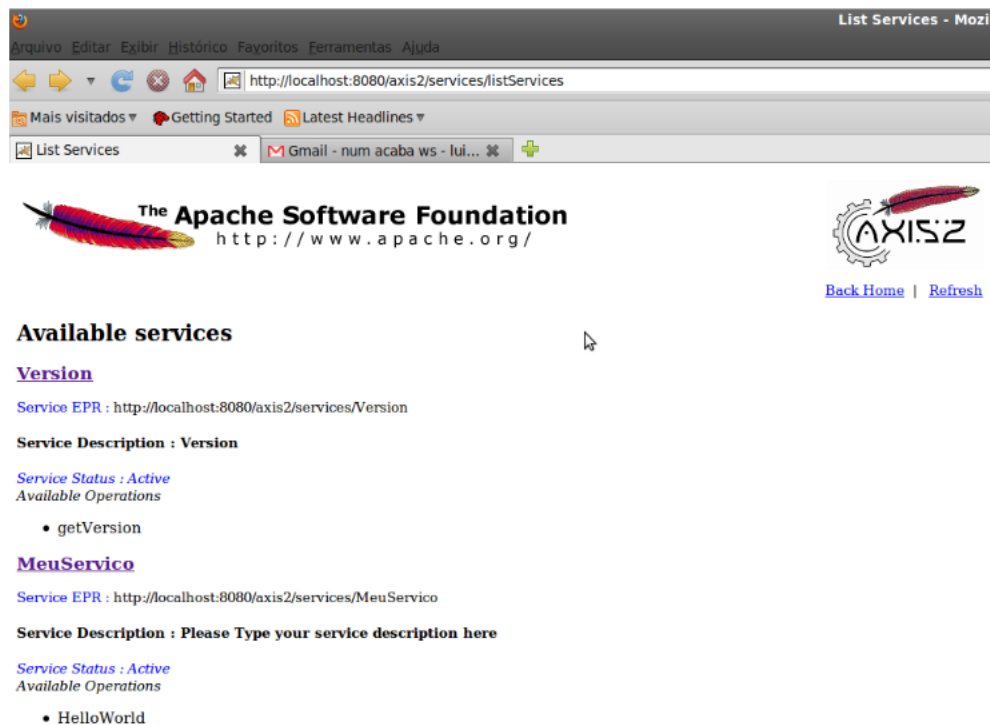 List Services - Mozi
Arquivo Editar Exibir Histórico Favoritos Ferramentas Ajuda
http://localhost:8080/axis2/services/listServices
Mais visitados Getting Started Latest Headlines
List Services Gmail - num acaba ws - lui...
The Apache Software Foundation
http://www.apache.org/
AXIS2
Back Home | Refresh
Available services
Version
Service EPR : http://localhost:8080/axis2/services/Version
Service Description : Version
Service Status : Active
Available Operations
• getVersion
MeuServico
Service EPR : http://localhost:8080/axis2/services/MeuServico
Service Description : Please Type your service description here
Service Status : Active
Available Operations
• HelloWorld